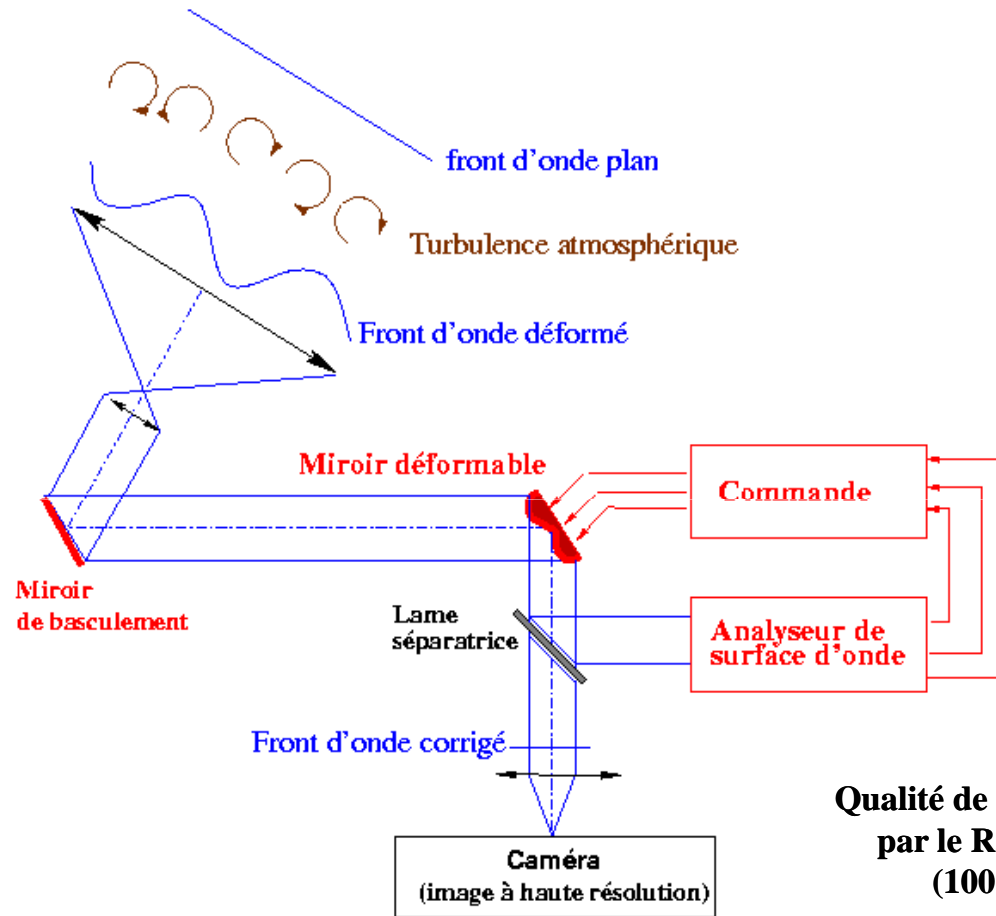 front d'onde plan
Turbulence atmosphérique
Front d'onde déformé
Miroir déformable
Commande
Miroir
de basculement
Lame
séparatrice
Analyseur de
surface d'onde
Front d'onde corrigé
Qualité de
par le R
(100
Caméra
(image à haute résolution)